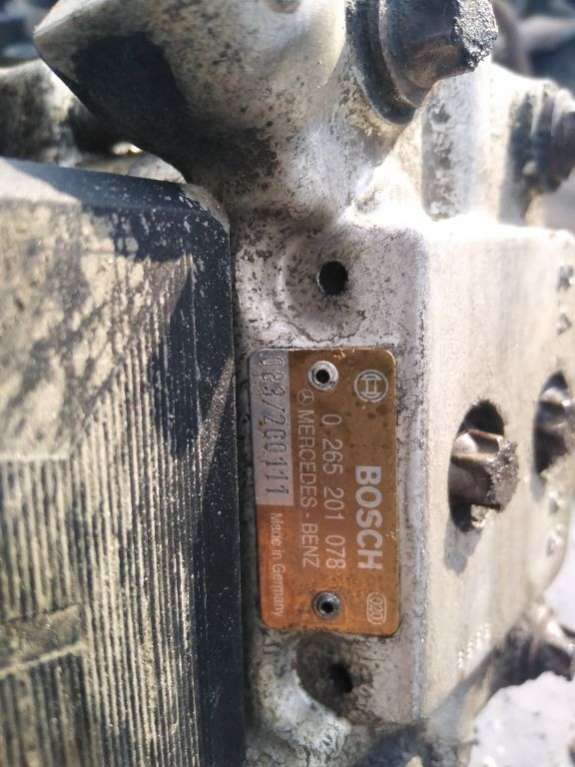 BOSCH
0 265 201 078
MERCEDES-BENZ
Made in Germany